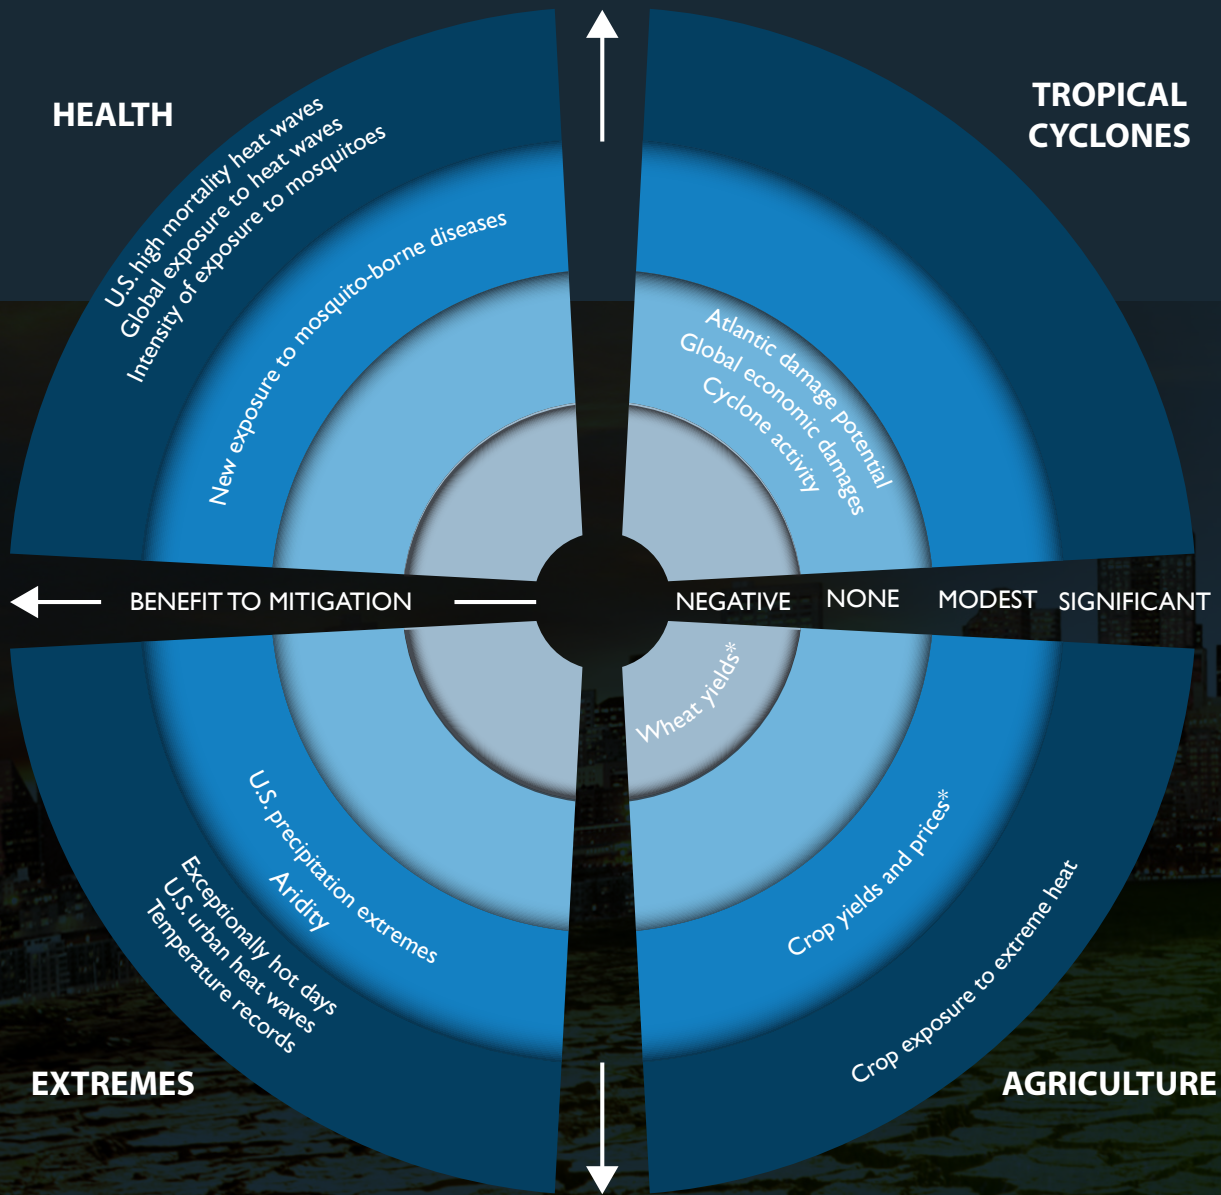 HEALTH
U.S. high mortality heat waves
Global exposure to heat waves
Intensity of exposure to mosquitoes
New exposure to mosquito-borne diseases
TROPICAL
CYCLONES
Atlantic damage potential
Global economic damages
Cyclone activity
BENEFIT TO MITIGATION
NEGATIVE
NONE
MODEST
SIGNIFICANT
U.S. precipitation extremes
Aridity
Exceptionally hot days
U.S. urban heat waves
Temperature records
EXTREMES
Wheat yields*
Crop yields and prices*
Crop exposure to extreme heat
AGRICULTURE